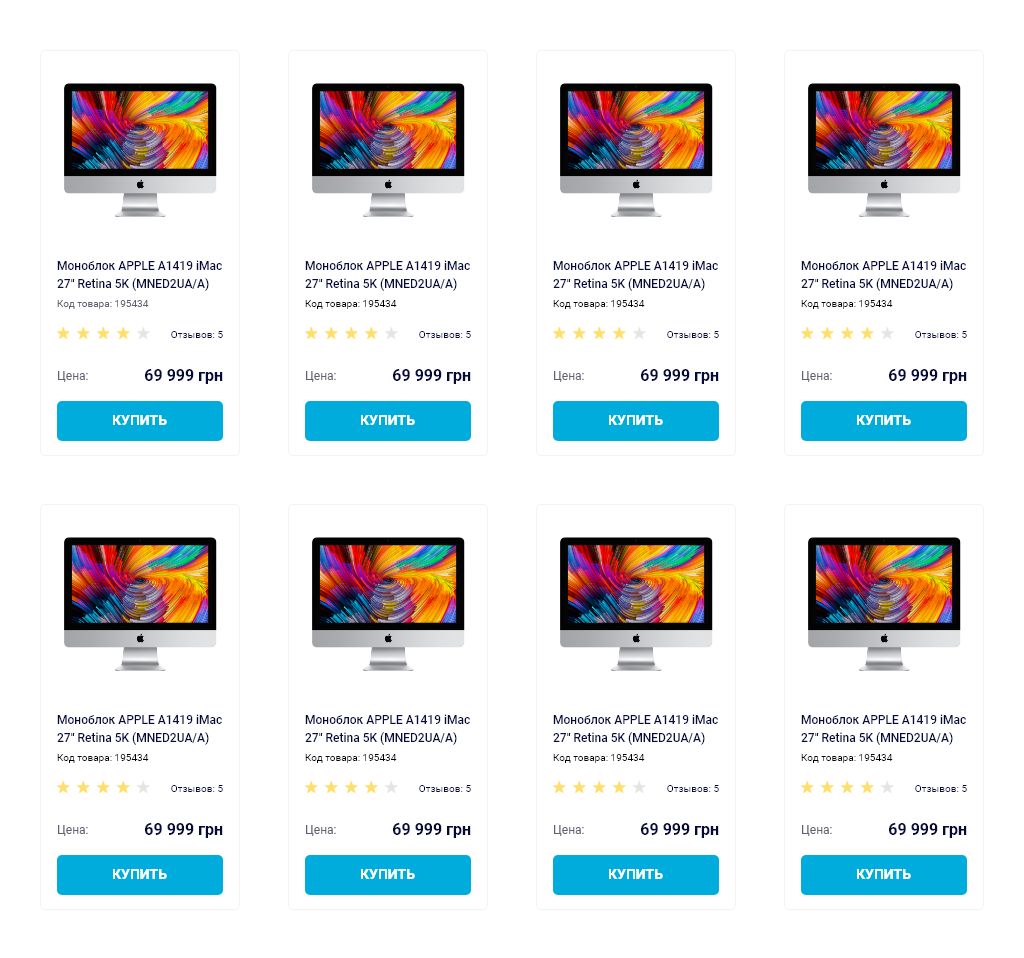 Моноблок APPLE A1419 iMac
27" Retina 5K (MNED2UA/A)
Код товара: 195434
Отзывов: 5
Цена: 69 999 грн
КУПИТЬ
Моноблок APPLE A1419 iMac
27" Retina 5K (MNED2UA/A)
Код товара: 195434
Отзывов: 5
Цена: 69 999 грн
КУПИТЬ
Моноблок APPLE A1419 iMac
27" Retina 5K (MNED2UA/A)
Код товара: 195434
Отзывов: 5
Цена: 69 999 грн
КУПИТЬ
Моноблок APPLE A1419 iMac
27" Retina 5K (MNED2UA/A)
Код товара: 195434
Отзывов: 5
Цена: 69 999 грн
КУПИТЬ
Моноблок APPLE A1419 iMac
27" Retina 5K (MNED2UA/A)
Код товара: 195434
Отзывов: 5
Цена: 69 999 грн
КУПИТЬ
Моноблок APPLE A1419 iMac
27" Retina 5K (MNED2UA/A)
Код товара: 195434
Отзывов: 5
Цена: 69 999 грн
КУПИТЬ
Моноблок APPLE A1419 iMac
27" Retina 5K (MNED2UA/A)
Код товара: 195434
Отзывов: 5
Цена: 69 999 грн
КУПИТЬ
Моноблок APPLE A1419 iMac
27" Retina 5K (MNED2UA/A)
Код товара: 195434
Отзывов: 5
Цена: 69 999 грн
КУПИТЬ